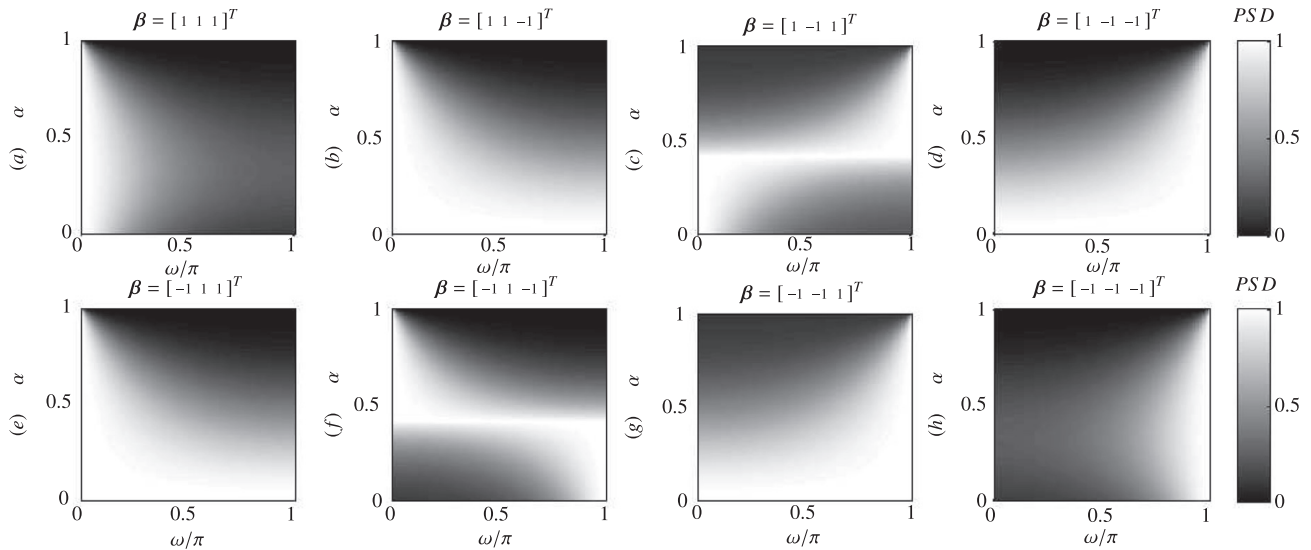 β = [ 1 1 1 ]ᵀ
β = [ 1 1 -1 ]ᵀ
β = [ 1 -1 1 ]ᵀ
β = [ 1 -1 -1 ]ᵀ
PSD
1 0.5 0
(a) α
0 0.5 1
ω/π
1 0.5 0
(b) α
0 0.5 1
ω/π
1 0.5 0
(c) α
0 0.5 1
ω/π
1 0.5 0
(d) α
0 0.5 1
ω/π
1 0.5 0
β = [ -1 1 1 ]ᵀ
β = [ -1 1 -1 ]ᵀ
β = [ -1 -1 1 ]ᵀ
β = [ -1 -1 -1 ]ᵀ
PSD
1 0.5 0
(e) α
0 0.5 1
ω/π
1 0.5 0
(f) α
0 0.5 1
ω/π
1 0.5 0
(g) α
0 0.5 1
ω/π
1 0.5 0
(h) α
0 0.5 1
ω/π
1 0.5 0